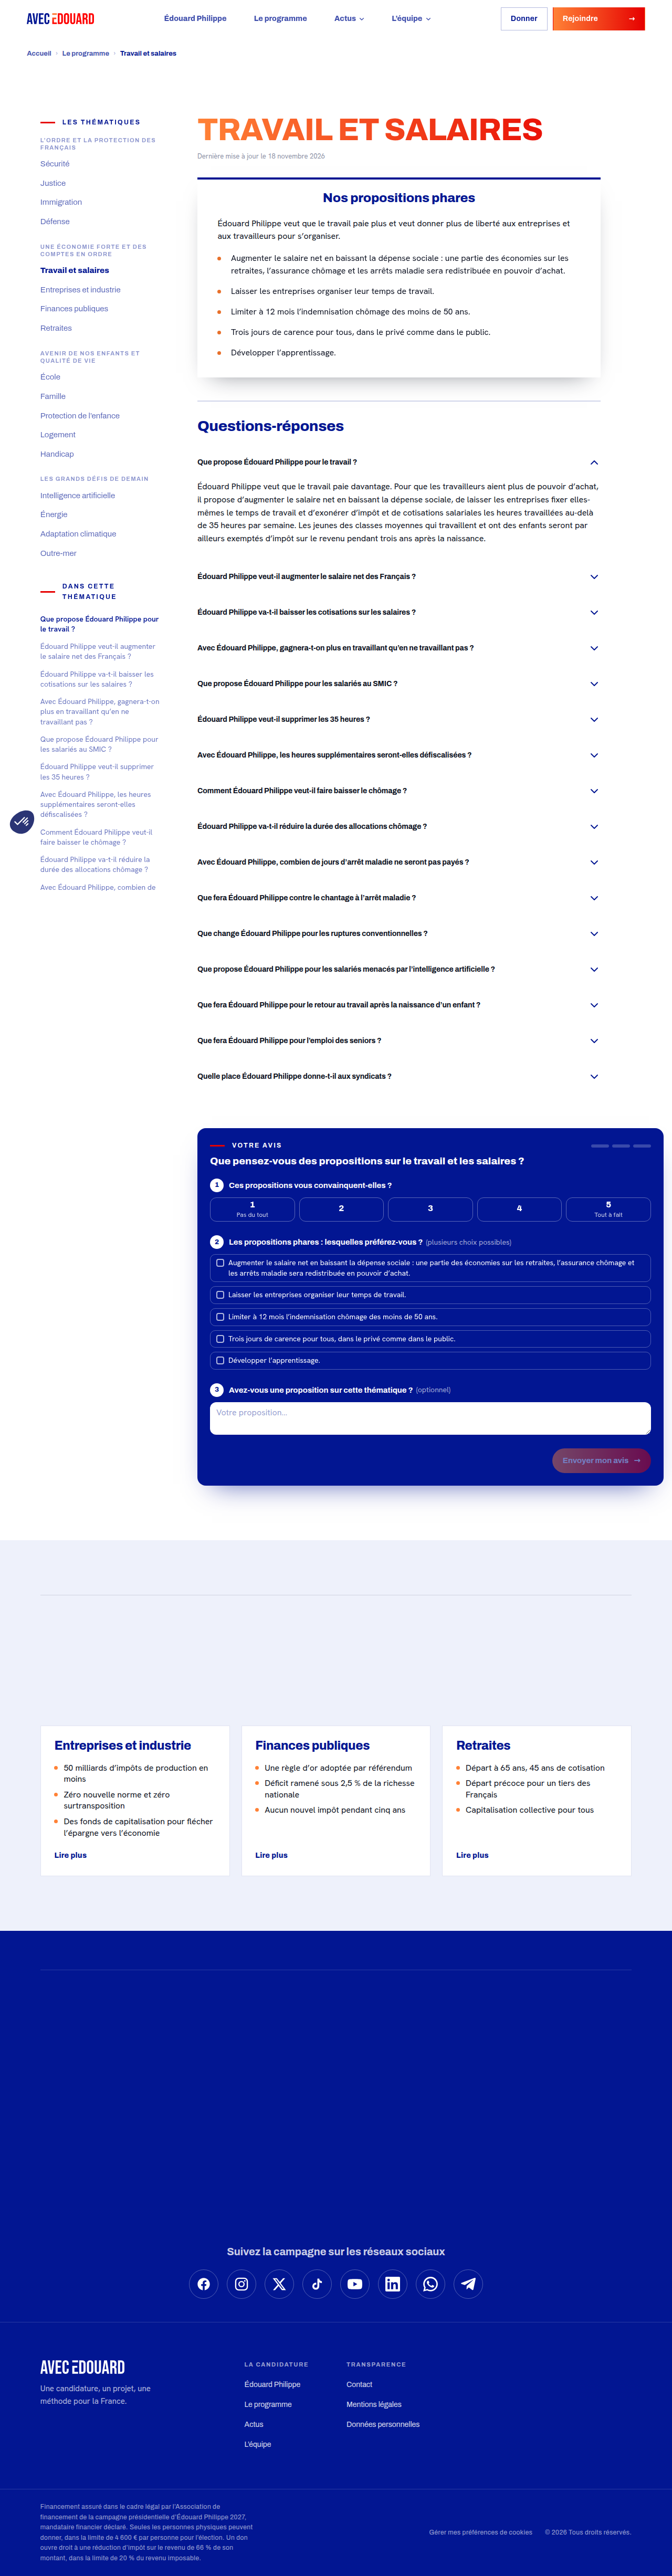 AVEC EDOUARD
Édouard Philippe
Le programme
Actus
L'équipe
Donner
Rejoindre →
Accueil › Le programme › Travail et salaires
LES THÉMATIQUES
L'ORDRE ET LA PROTECTION DES
FRANÇAIS
Sécurité
Justice
Immigration
Défense
UNE ÉCONOMIE FORTE ET DES
COMPTES EN ORDRE
Travail et salaires
Entreprises et industrie
Finances publiques
Retraites
AVENIR DE NOS ENFANTS ET
QUALITÉ DE VIE
École
Famille
Protection de l'enfance
Logement
Handicap
LES GRANDS DÉFIS DE DEMAIN
Intelligence artificielle
Énergie
Adaptation climatique
Outre-mer
DANS CETTE
THÉMATIQUE
Que propose Édouard Philippe pour
le travail ?
Édouard Philippe veut-il augmenter
le salaire net des Français ?
Édouard Philippe va-t-il baisser les
cotisations sur les salaires ?
Avec Édouard Philippe, gagnera-t-on
plus en travaillant qu'en ne
travaillant pas ?
Que propose Édouard Philippe pour
les salariés au SMIC ?
Édouard Philippe veut-il supprimer
les 35 heures ?
Avec Édouard Philippe, les heures
supplémentaires seront-elles
défiscalisées ?
Comment Édouard Philippe veut-il
faire baisser le chômage ?
Édouard Philippe va-t-il réduire la
durée des allocations chômage ?
Avec Édouard Philippe, combien de
TRAVAIL ET SALAIRES
Dernière mise à jour le 18 novembre 2026
Nos propositions phares
Édouard Philippe veut que le travail paie plus et veut donner plus de liberté aux entreprises et
aux travailleurs pour s'organiser.
Augmenter le salaire net en baissant la dépense sociale : une partie des économies sur les
retraites, l'assurance chômage et les arrêts maladie sera redistribuée en pouvoir d'achat.
Laisser les entreprises organiser leur temps de travail.
Limiter à 12 mois l'indemnisation chômage des moins de 50 ans.
Trois jours de carence pour tous, dans le privé comme dans le public.
Développer l'apprentissage.
Questions-réponses
Que propose Édouard Philippe pour le travail ?
Édouard Philippe veut que le travail paie davantage. Pour que les travailleurs aient plus de pouvoir d'achat,
il propose d'augmenter le salaire net en baissant la dépense sociale, de laisser les entreprises fixer elles-
mêmes le temps de travail et d'exonérer d'impôt et de cotisations salariales les heures travaillées au-delà
de 35 heures par semaine. Les jeunes des classes moyennes qui travaillent et ont des enfants seront par
ailleurs exemptés d'impôt sur le revenu pendant trois ans après la naissance.
Édouard Philippe veut-il augmenter le salaire net des Français ?
Édouard Philippe va-t-il baisser les cotisations sur les salaires ?
Avec Édouard Philippe, gagnera-t-on plus en travaillant qu'en ne travaillant pas ?
Que propose Édouard Philippe pour les salariés au SMIC ?
Édouard Philippe veut-il supprimer les 35 heures ?
Avec Édouard Philippe, les heures supplémentaires seront-elles défiscalisées ?
Comment Édouard Philippe veut-il faire baisser le chômage ?
Édouard Philippe va-t-il réduire la durée des allocations chômage ?
Avec Édouard Philippe, combien de jours d'arrêt maladie ne seront pas payés ?
Que fera Édouard Philippe contre le chantage à l'arrêt maladie ?
Que change Édouard Philippe pour les ruptures conventionnelles ?
Que propose Édouard Philippe pour les salariés menacés par l'intelligence artificielle ?
Que fera Édouard Philippe pour le retour au travail après la naissance d'un enfant ?
Que fera Édouard Philippe pour l'emploi des seniors ?
Quelle place Édouard Philippe donne-t-il aux syndicats ?
VOTRE AVIS
Que pensez-vous des propositions sur le travail et les salaires ?
1 Ces propositions vous convainquent-elles ?
1
Pas du tout
2
3
4
5
Tout à fait
2 Les propositions phares : lesquelles préférez-vous ? (plusieurs choix possibles)
Augmenter le salaire net en baissant la dépense sociale : une partie des économies sur les retraites, l'assurance chômage et
les arrêts maladie sera redistribuée en pouvoir d'achat.
Laisser les entreprises organiser leur temps de travail.
Limiter à 12 mois l'indemnisation chômage des moins de 50 ans.
Trois jours de carence pour tous, dans le privé comme dans le public.
Développer l'apprentissage.
3 Avez-vous une proposition sur cette thématique ? (optionnel)
Votre proposition...
Envoyer mon avis →
Entreprises et industrie
50 milliards d'impôts de production en
moins
Zéro nouvelle norme et zéro
surtransposition
Des fonds de capitalisation pour flécher
l'épargne vers l'économie
Lire plus
Finances publiques
Une règle d'or adoptée par référendum
Déficit ramené sous 2,5 % de la richesse
nationale
Aucun nouvel impôt pendant cinq ans
Lire plus
Retraites
Départ à 65 ans, 45 ans de cotisation
Départ précoce pour un tiers des
Français
Capitalisation collective pour tous
Lire plus
Suivez la campagne sur les réseaux sociaux
AVEC EDOUARD
Une candidature, un projet, une
méthode pour la France.
LA CANDIDATURE
Édouard Philippe
Le programme
Actus
L'équipe
TRANSPARENCE
Contact
Mentions légales
Données personnelles
Financement assuré dans le cadre légal par l'Association de
financement de la campagne présidentielle d'Édouard Philippe 2027,
mandataire financier déclaré. Seules les personnes physiques peuvent
donner, dans la limite de 4 600 € par personne pour l'élection. Un don
ouvre droit à une réduction d'impôt sur le revenu de 66 % de son
montant, dans la limite de 20 % du revenu imposable.
Gérer mes préférences de cookies
© 2026 Tous droits réservés.